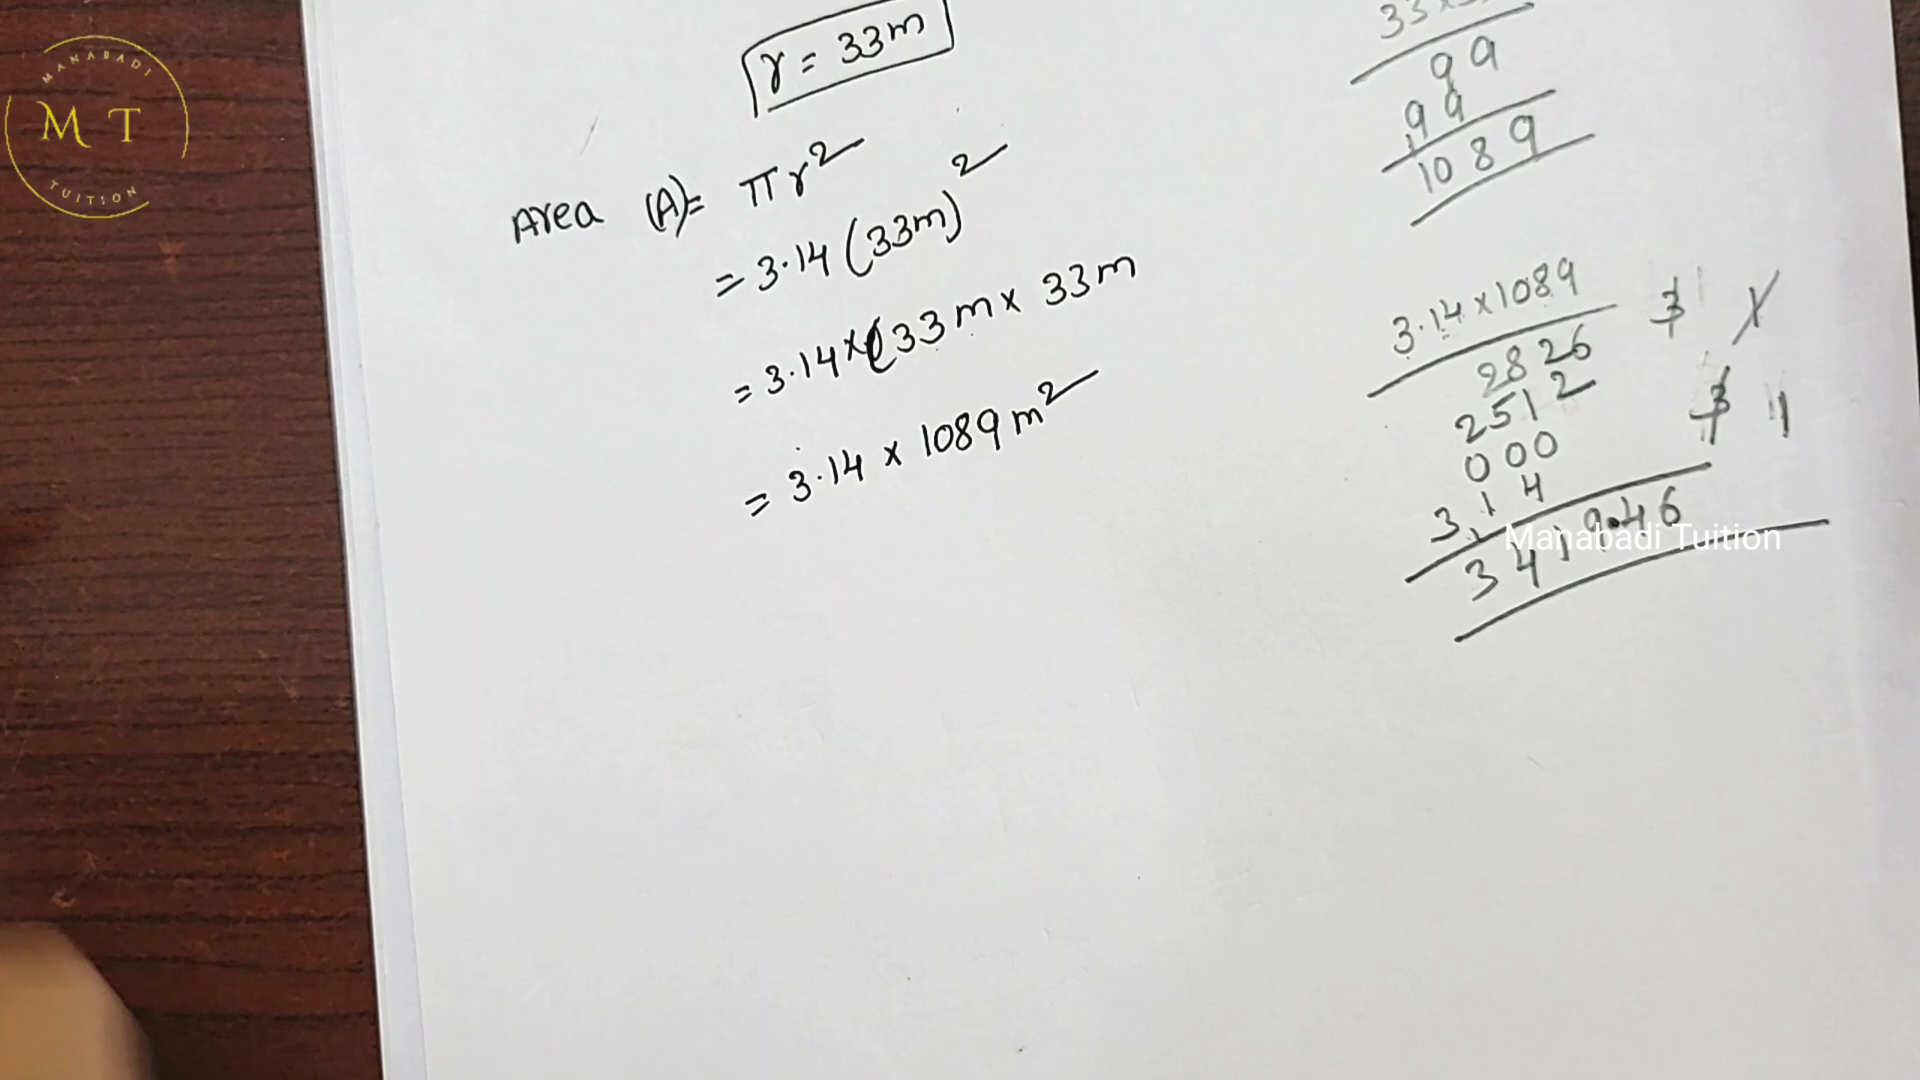 MANABADI
MT
TUITION
r = 33m
Area (A)= πr²
= 3.14 (33m)²
= 3.14×(33m× 33m
= 3.14 × 1089 m²
99
99
1089
3.14×1089
2826
2512
000
314
3419.46
Manabadi Tuition